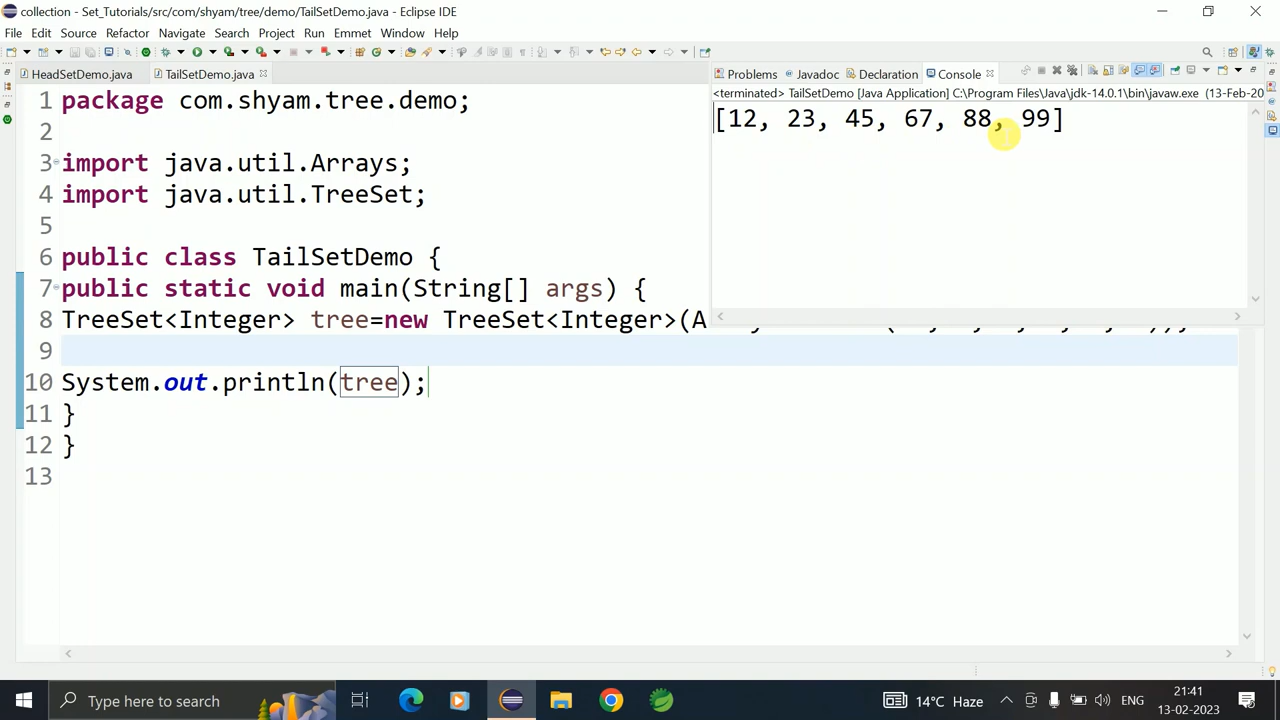 collection - Set_Tutorials/src/com/shyam/tree/demo/TailSetDemo.java - Eclipse IDE
File Edit Source Refactor Navigate Search Project Run Emmet Window Help
HeadSetDemo.java TailSetDemo.java
Problems Javadoc Declaration Console
<terminated> TailSetDemo [Java Application] C:\Program Files\Java\jdk-14.0.1\bin\javaw.exe (13-Feb-20
[12, 23, 45, 67, 88, 99]
1 package com.shyam.tree.demo;
2
3 import java.util.Arrays;
4 import java.util.TreeSet;
5
6 public class TailSetDemo {
7 public static void main(String[] args) {
8 TreeSet<Integer> tree=new TreeSet<Integer>(A
9
10 System.out.println(tree);
11 }
12 }
13
Type here to search
14°C Haze
ENG
21:41
13-02-2023